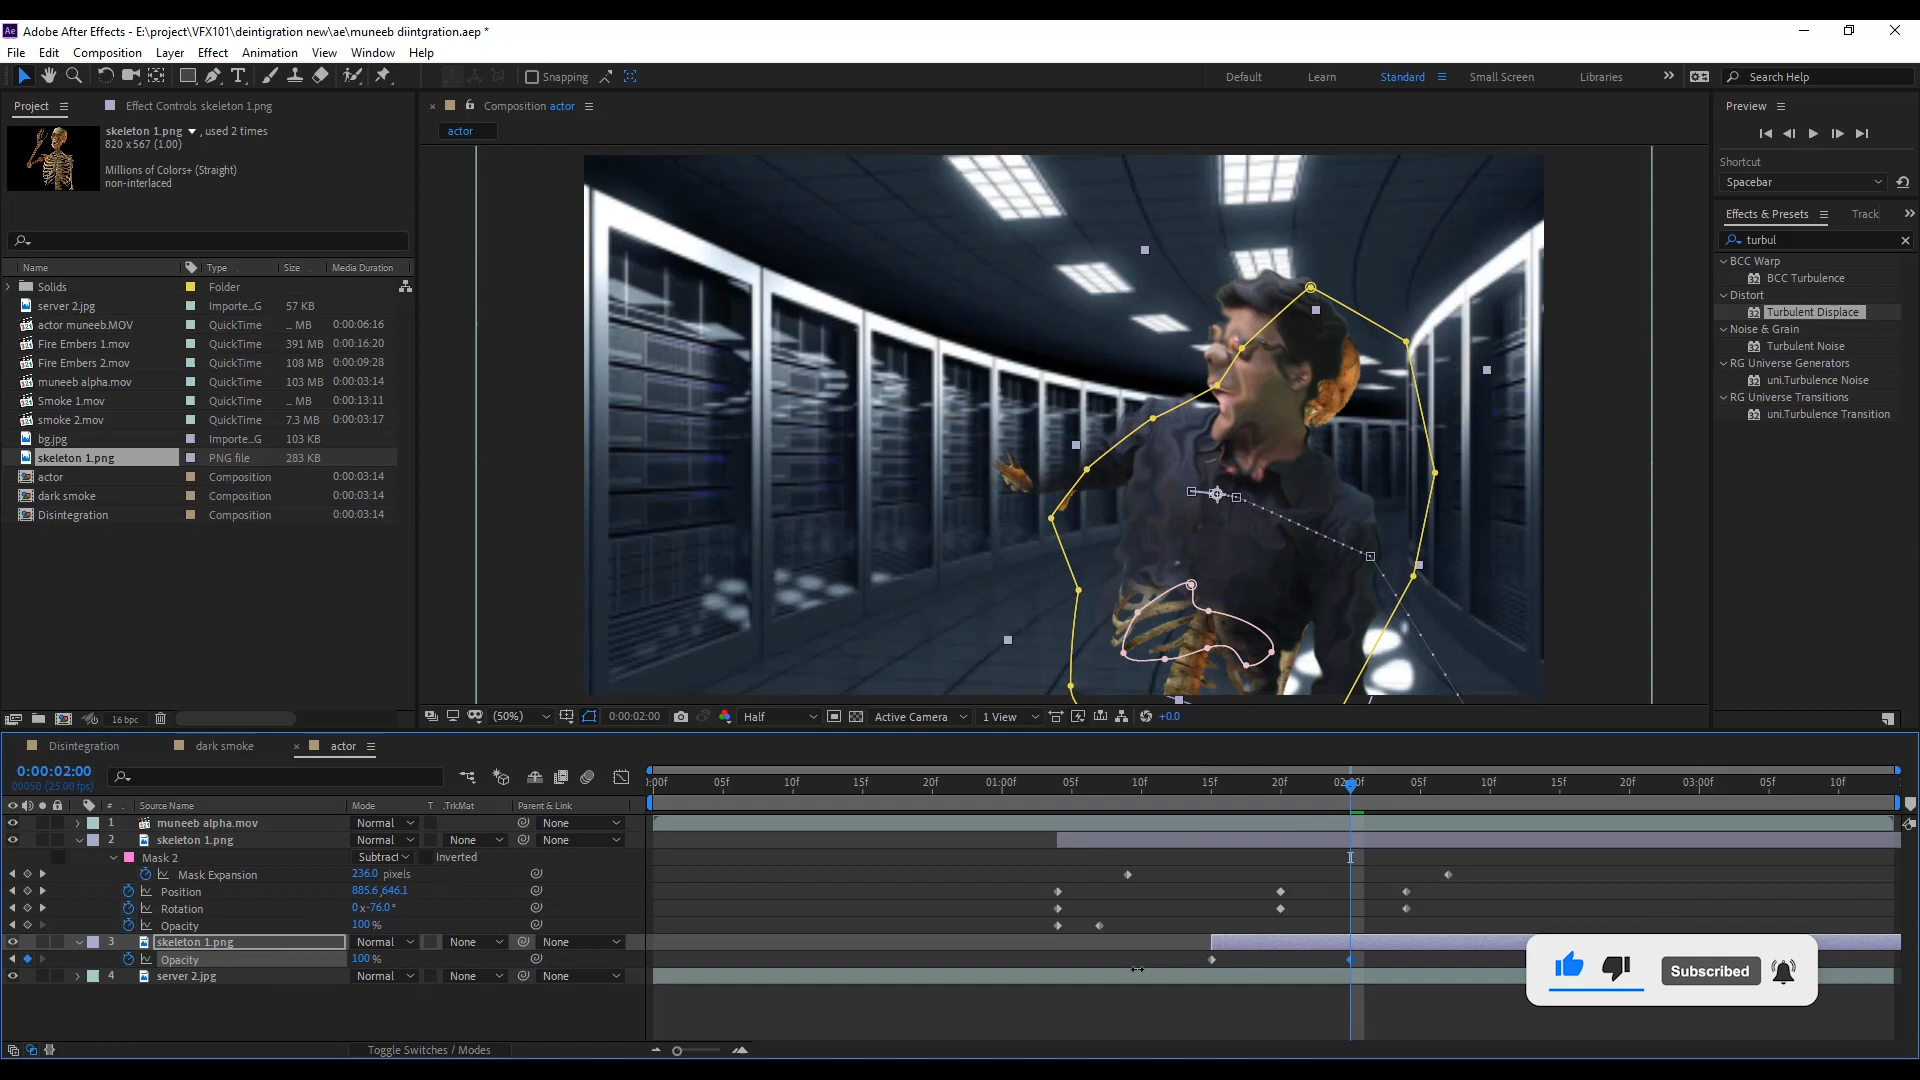 Adobe After Effects - E:\project\VFX101\deintigration new\ae\muneeb diintgration.aep *
File Edit Composition Layer Effect Animation View Window Help
Snapping Default Learn Standard Small Screen Libraries Search Help
Project Effect Controls skeleton 1.png
skeleton 1.png , used 2 times
820 x 567 (1.00)
Millions of Colors+ (Straight)
non-interlaced
Name Type Size Media Duration
Solids Folder
server 2.jpg Importe...G 57 KB
actor muneeb.MOV QuickTime ... MB 0:00:06:16
Fire Embers 1.mov QuickTime 391 MB 0:00:16:20
Fire Embers 2.mov QuickTime 108 MB 0:00:09:28
muneeb alpha.mov QuickTime 103 MB 0:00:03:14
Smoke 1.mov QuickTime ... MB 0:00:13:11
smoke 2.mov QuickTime 7.3 MB 0:00:03:17
bg.jpg Importe...G 103 KB
skeleton 1.png PNG file 283 KB
actor Composition 0:00:03:14
dark smoke Composition 0:00:03:14
Disintegration Composition 0:00:03:14
16 bpc
Composition actor
actor
(50%) 0:00:02:00 Half Active Camera 1 View +0.0
Preview
Shortcut
Spacebar
Effects & Presets Track
turbul
BCC Warp
BCC Turbulence
Distort
Turbulent Displace
Noise & Grain
Turbulent Noise
RG Universe Generators
uni.Turbulence Noise
RG Universe Transitions
uni.Turbulence Transition
Disintegration dark smoke actor
0:00:02:00
00050 (25.00 fps)
:00f 05f 10f 15f 20f 01:00f 05f 10f 15f 20f 02:00f 05f 10f 15f 20f 03:00f 05f 10f
# Source Name Mode T .TrkMat Parent & Link
1 muneeb alpha.mov Normal None
2 skeleton 1.png Normal None None
Mask 2 Subtract Inverted
Mask Expansion 236.0 pixels
Position 885.6,646.1
Rotation 0x-76.0°
Opacity 100 %
3 skeleton 1.png Normal None None
Opacity 100 %
4 server 2.jpg Normal None None
Toggle Switches / Modes
Subscribed